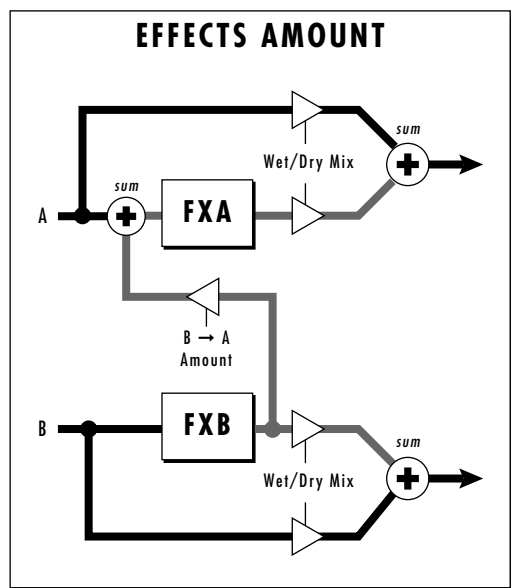 EFFECTS AMOUNT
sum
Wet/Dry Mix
sum
A
FXA
B → A
Amount
B
FXB
sum
Wet/Dry Mix